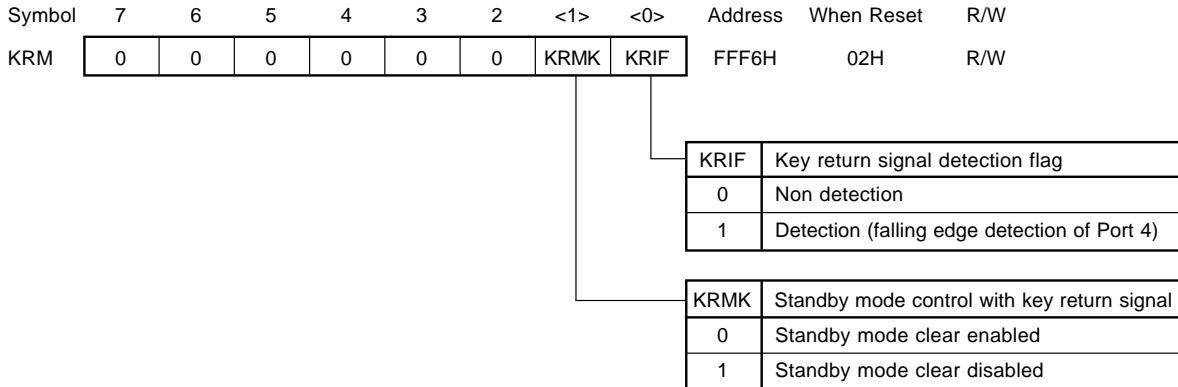 Symbol 7 6 5 4 3 2 <1> <0> Address When Reset R/W
KRM 0 0 0 0 0 0 KRMK KRIF FFF6H 02H R/W
KRIF Key return signal detection flag
0 Non detection
1 Detection (falling edge detection of Port 4)
KRMK Standby mode control with key return signal
0 Standby mode clear enabled
1 Standby mode clear disabled